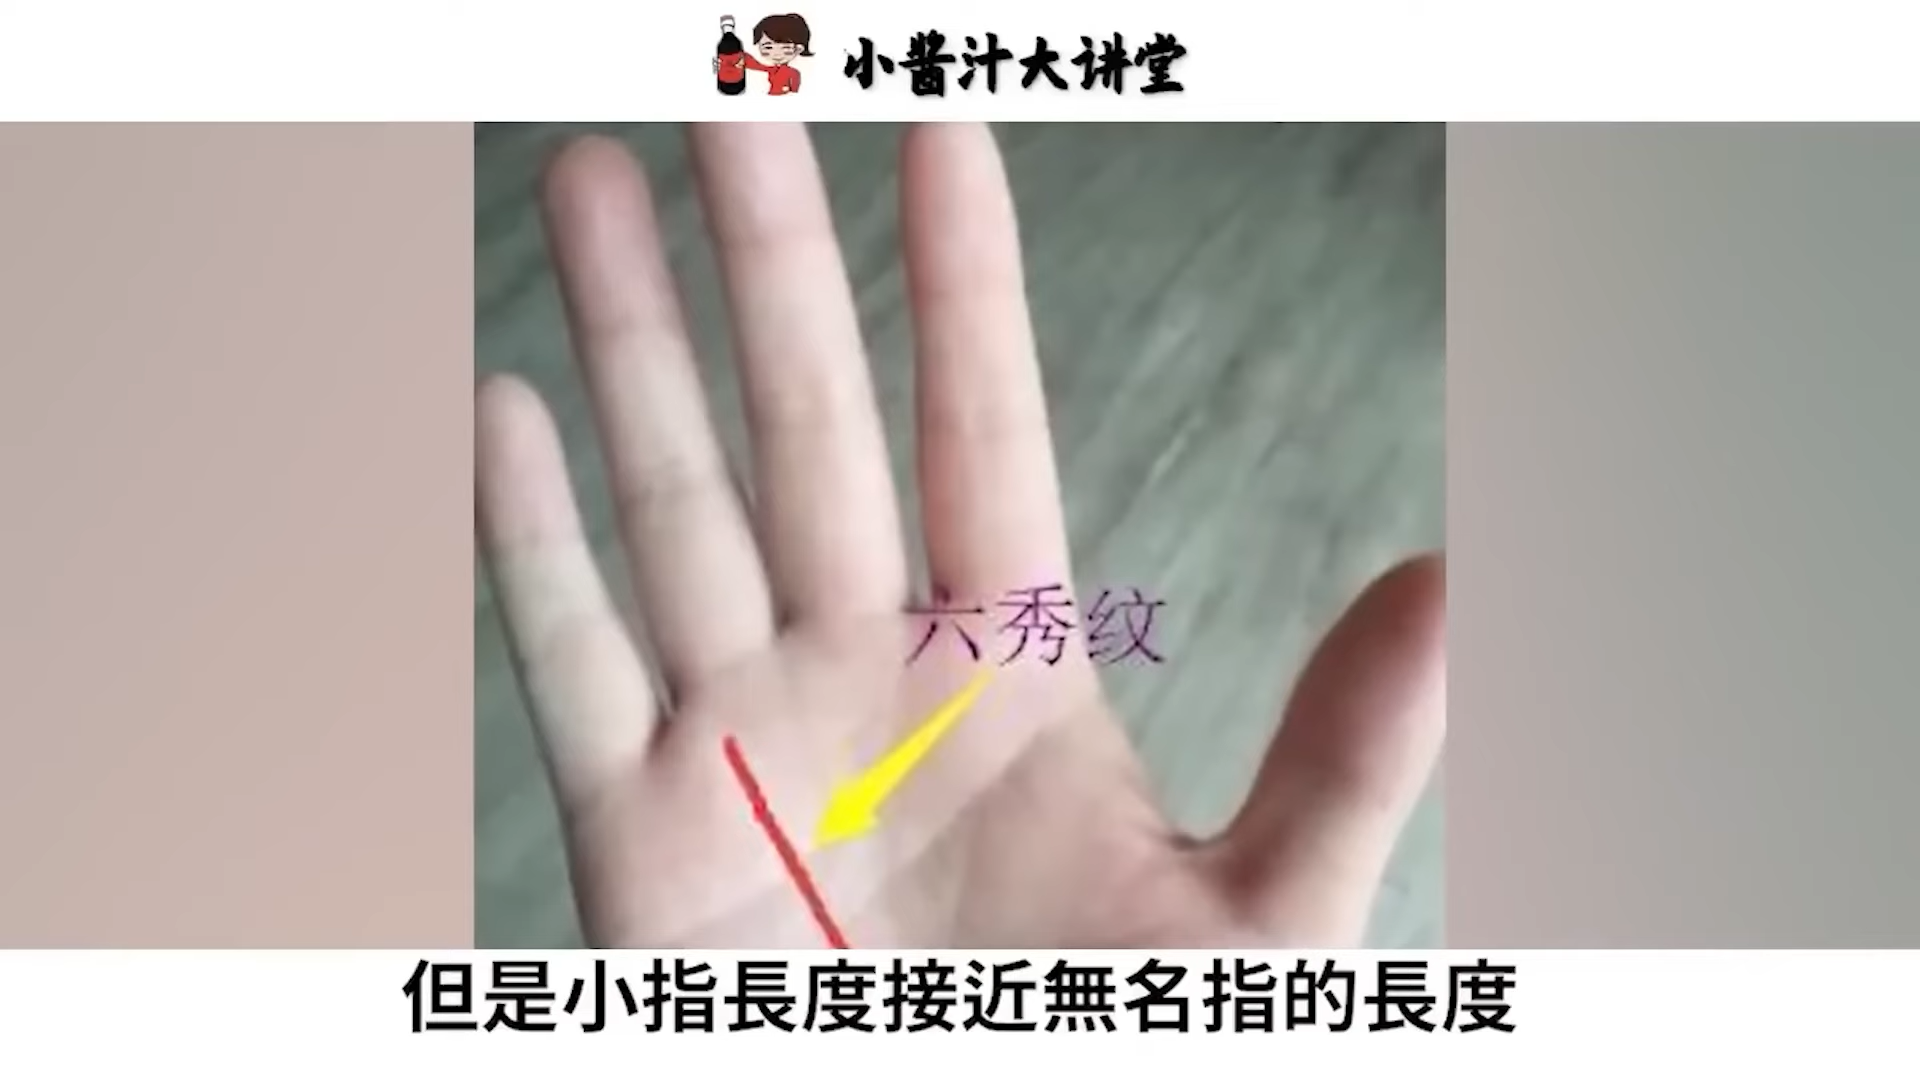 小酱汁大讲堂
六秀纹
但是小指長度接近無名指的長度